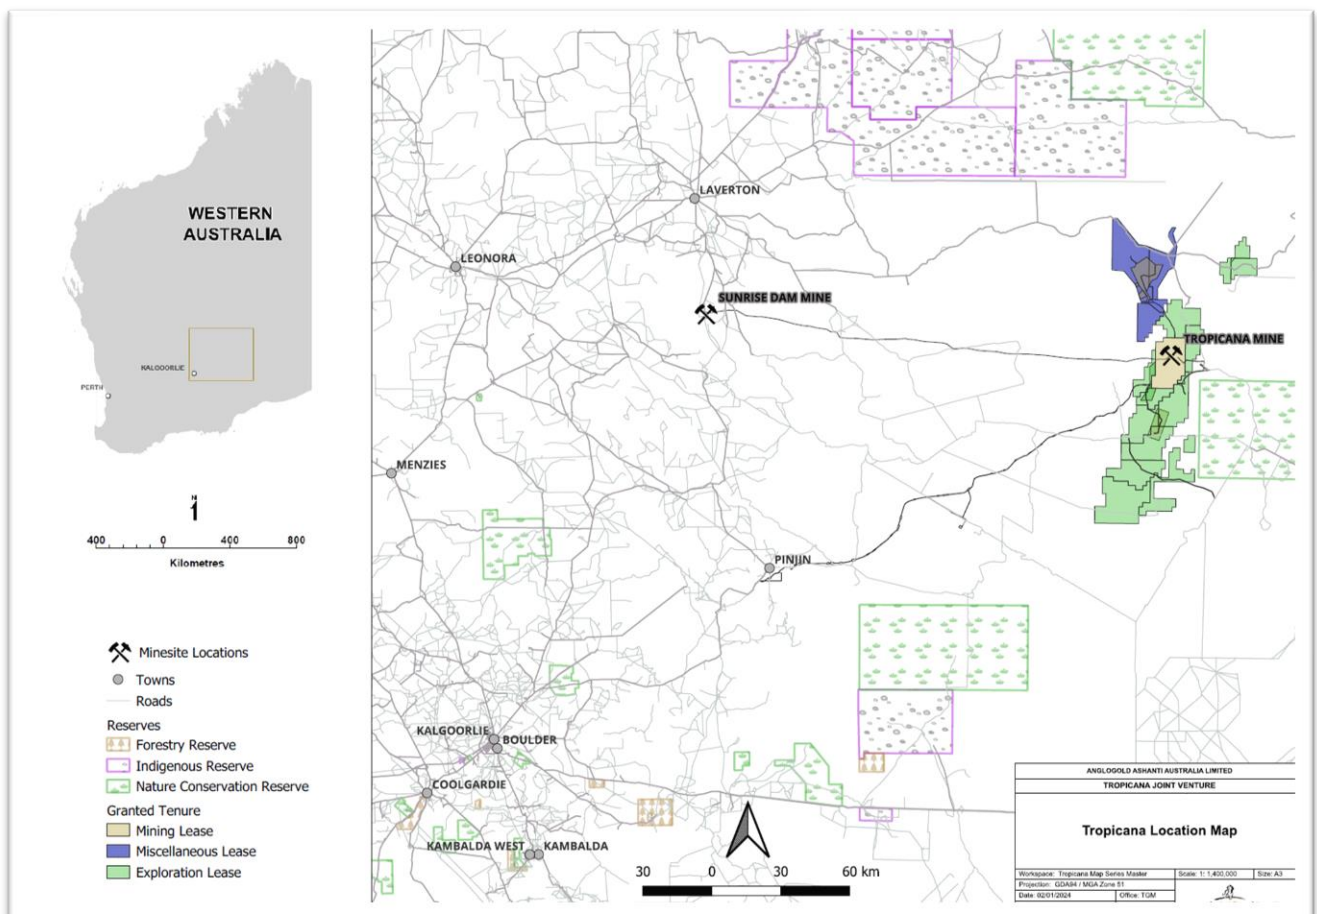 WESTERN
AUSTRALIA
KALGOORLIE
PERTH
N
400 0 400 800
Kilometres
Minesite Locations
Towns
Roads
Reserves
Forestry Reserve
Indigenous Reserve
Nature Conservation Reserve
Granted Tenure
Mining Lease
Miscellaneous Lease
Exploration Lease
LAVERTON
LEONORA
SUNRISE DAM MINE
TROPICANA MINE
MENZIES
PINJIN
KALGOORLIE
BOULDER
COOLGARDIE
KAMBALDA WEST
KAMBALDA
30 0 30 60 km
ANGLOGOLD ASHANTI AUSTRALIA LIMITED
TROPICANA JOINT VENTURE
Tropicana Location Map
Workspace: Tropicana Map Series Master
Scale: 1: 1,400,000
Size: A3
Projection: GDA94 / MGA Zone 51
Date: 02/01/2024
Office: TGM